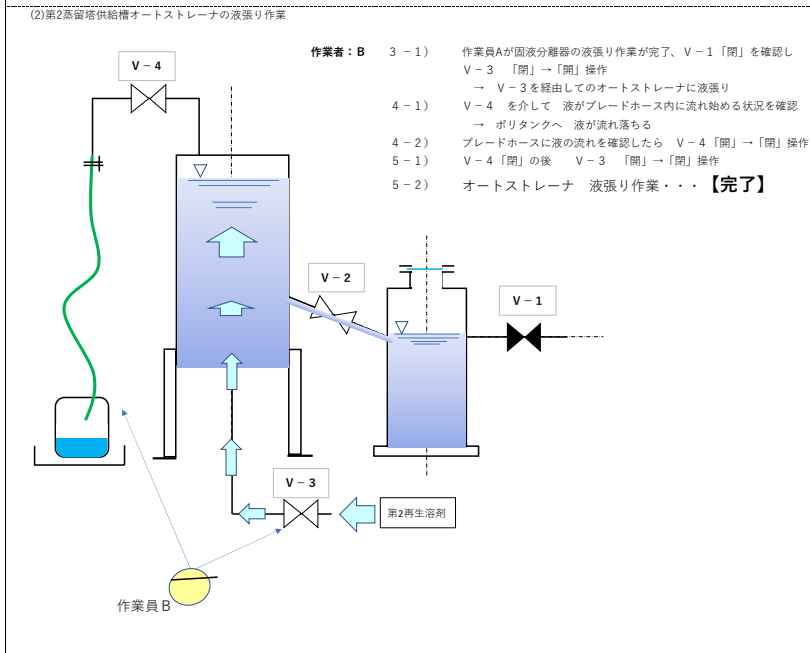 (2)第2蒸留塔供給槽オートストレーナの液張り作業
作業者：B　３－１）　作業員Aが固液分離器の液張り作業が完了、Ｖ－１「閉」を確認し
Ｖ－３　「閉」→「開」操作
→　Ｖ－３を経由してのオートストレーナに液張り
４－１）　Ｖ－４　を介して　液がブレードホース内に流れ始める状況を確認
→　ポリタンクへ　液が流れ落ちる
４－２）　ブレードホースに液の流れを確認したら　Ｖ－４「開」→「閉」操作
５－１）　Ｖ－４「閉」の後　　Ｖ－３　「開」→「閉」操作
５－２）　オートストレーナ　液張り作業・・・【完了】
Ｖ－４
Ｖ－２
Ｖ－１
Ｖ－３
第2再生溶剤
作業員Ｂ